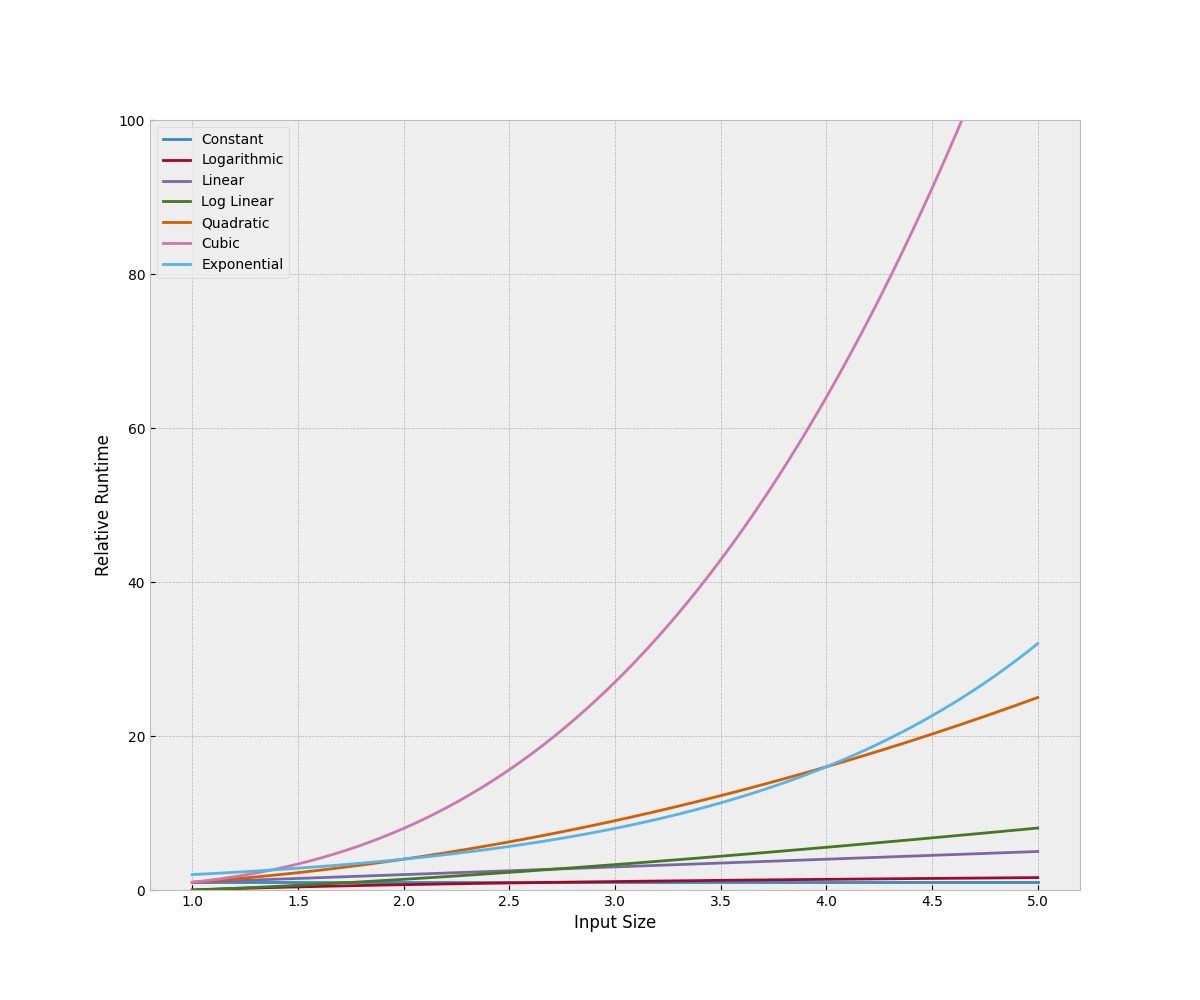 100
80
60
40
20
0
Relative Runtime
Constant
Logarithmic
Linear
Log Linear
Quadratic
Cubic
Exponential
1.0 1.5 2.0 2.5 3.0 3.5 4.0 4.5 5.0
Input Size